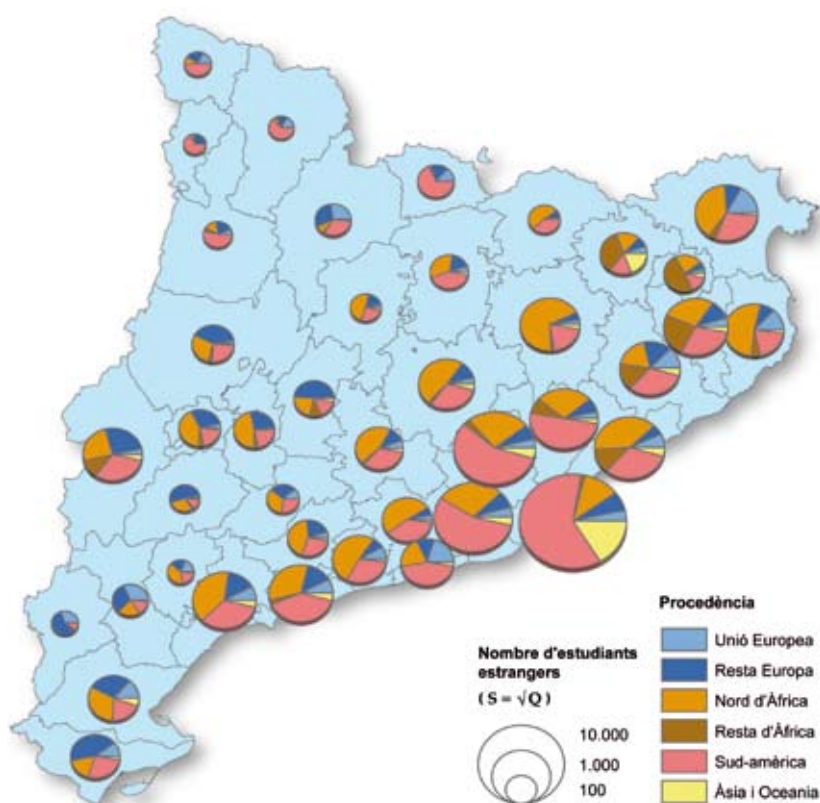 Procedència
Unió Europea
Resta Europa
Nord d'Àfrica
Resta d'Àfrica
Sud-amèrica
Àsia i Oceania
Nombre d'estudiants
estrangers
( S = √Q )
10.000
1.000
100